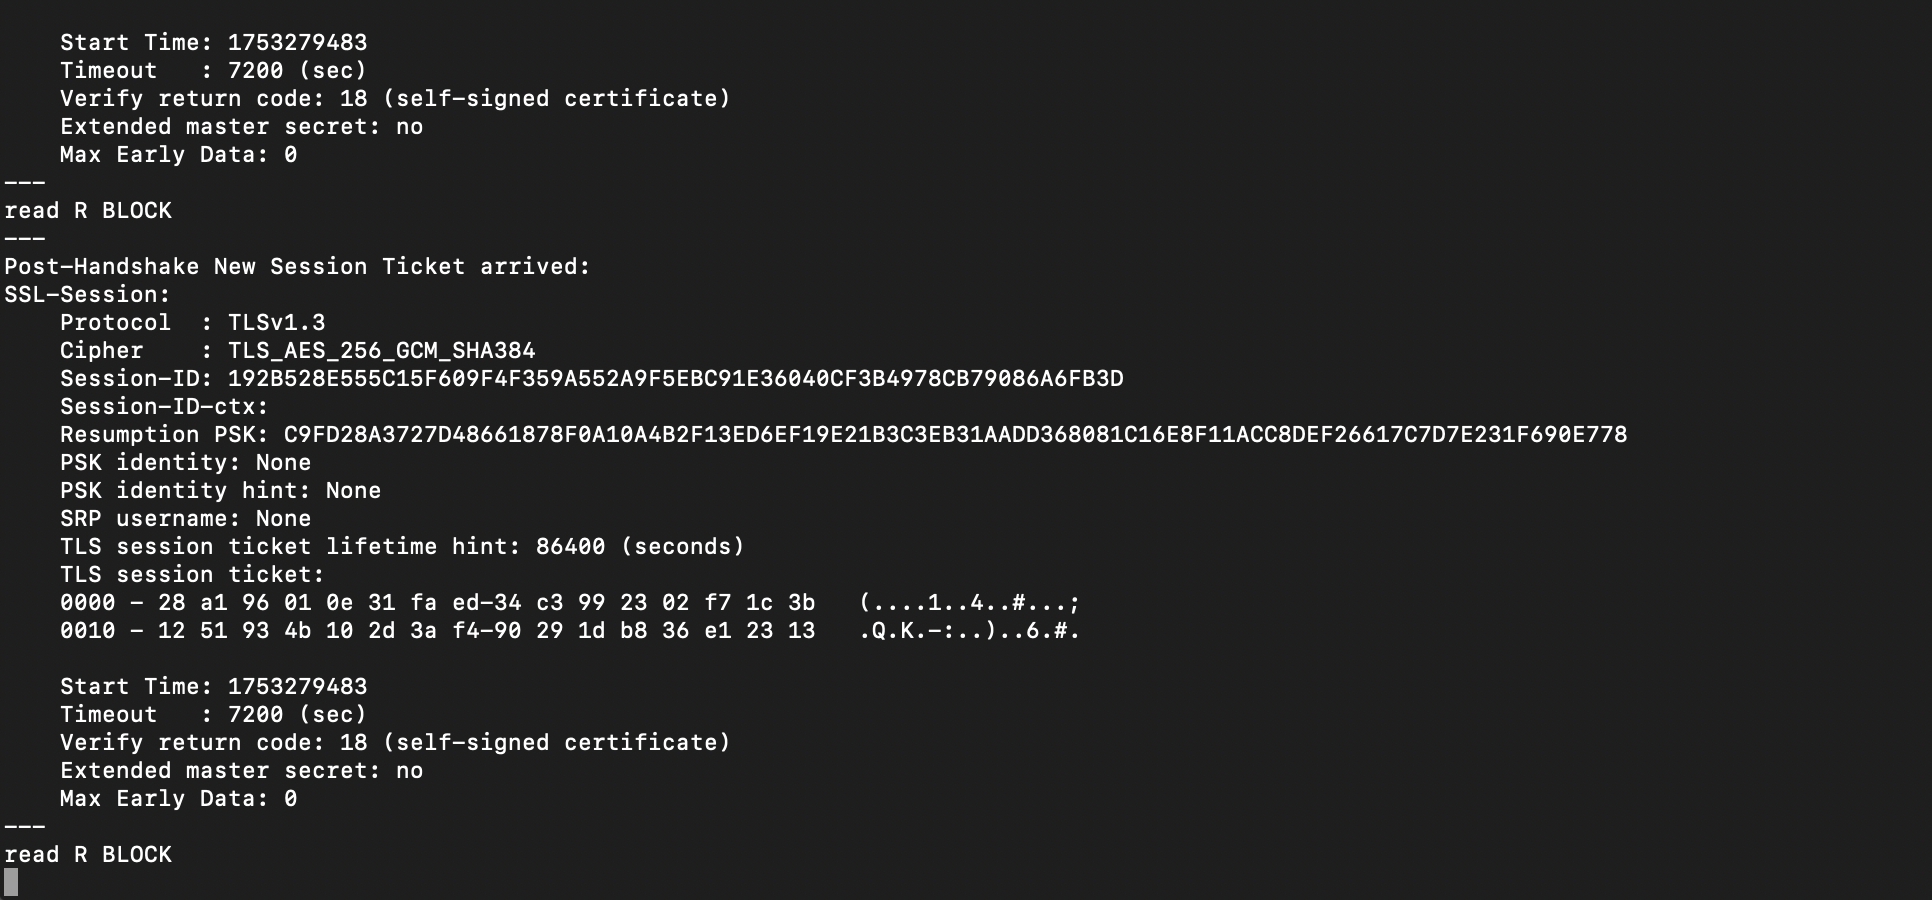 Start Time: 1753279483
Timeout   : 7200 (sec)
Verify return code: 18 (self-signed certificate)
Extended master secret: no
Max Early Data: 0
---
read R BLOCK
---
Post-Handshake New Session Ticket arrived:
SSL-Session:
Protocol  : TLSv1.3
Cipher    : TLS_AES_256_GCM_SHA384
Session-ID: 192B528E555C15F609F4F359A552A9F5EBC91E36040CF3B4978CB79086A6FB3D
Session-ID-ctx:
Resumption PSK: C9FD28A3727D48661878F0A10A4B2F13ED6EF19E21B3C3EB31AADD368081C16E8F11ACC8DEF26617C7D7E231F690E778
PSK identity: None
PSK identity hint: None
SRP username: None
TLS session ticket lifetime hint: 86400 (seconds)
TLS session ticket:
0000 - 28 a1 96 01 0e 31 fa ed-34 c3 99 23 02 f7 1c 3b   (....1..4..#...;
0010 - 12 51 93 4b 10 2d 3a f4-90 29 1d b8 36 e1 23 13   .Q.K.-:..)..6.#.
Start Time: 1753279483
Timeout   : 7200 (sec)
Verify return code: 18 (self-signed certificate)
Extended master secret: no
Max Early Data: 0
---
read R BLOCK